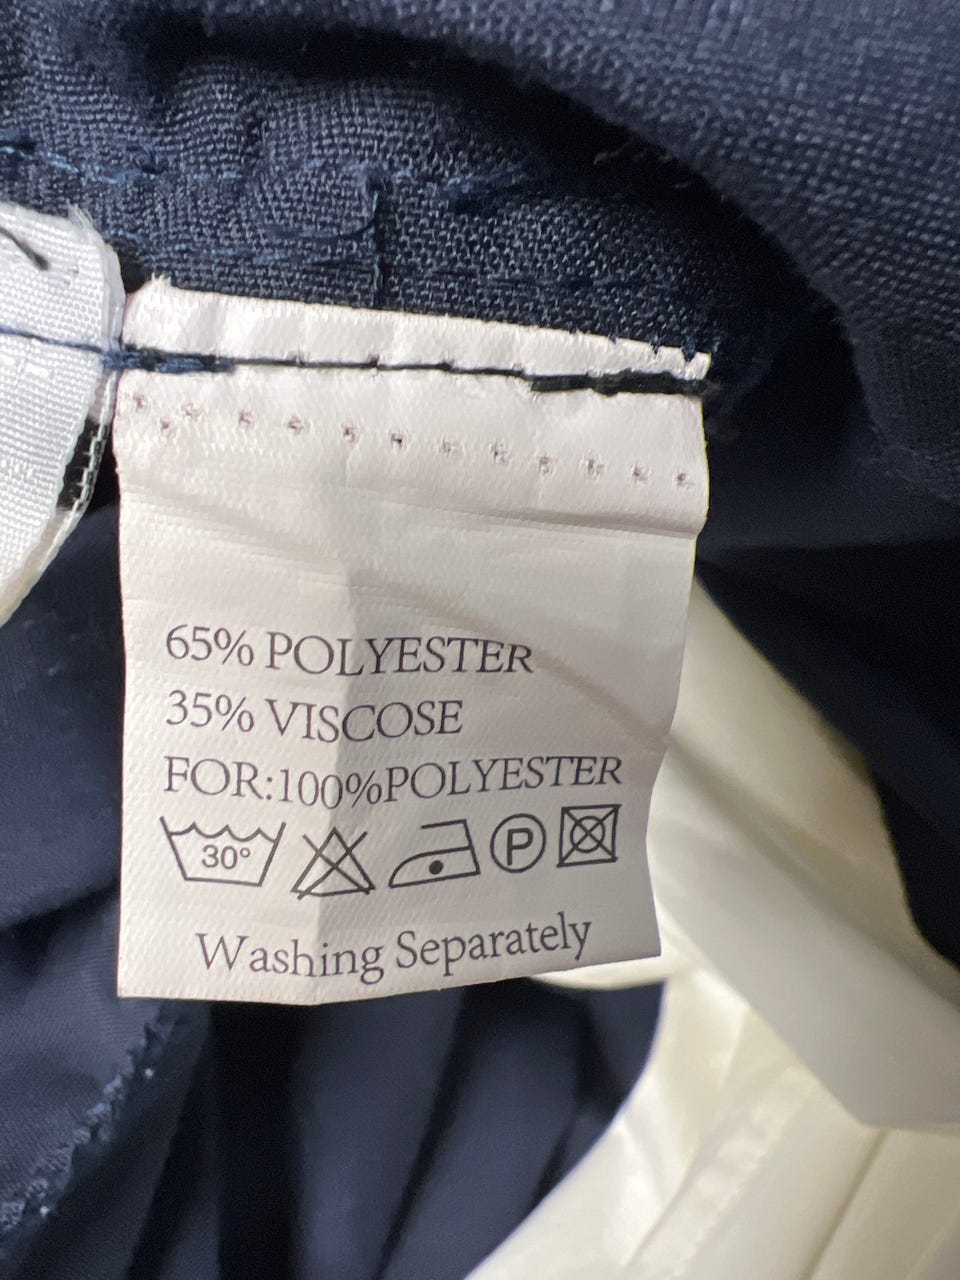 65% POLYESTER
35% VISCOSE
FOR:100%POLYESTER
30° P
Washing Separately